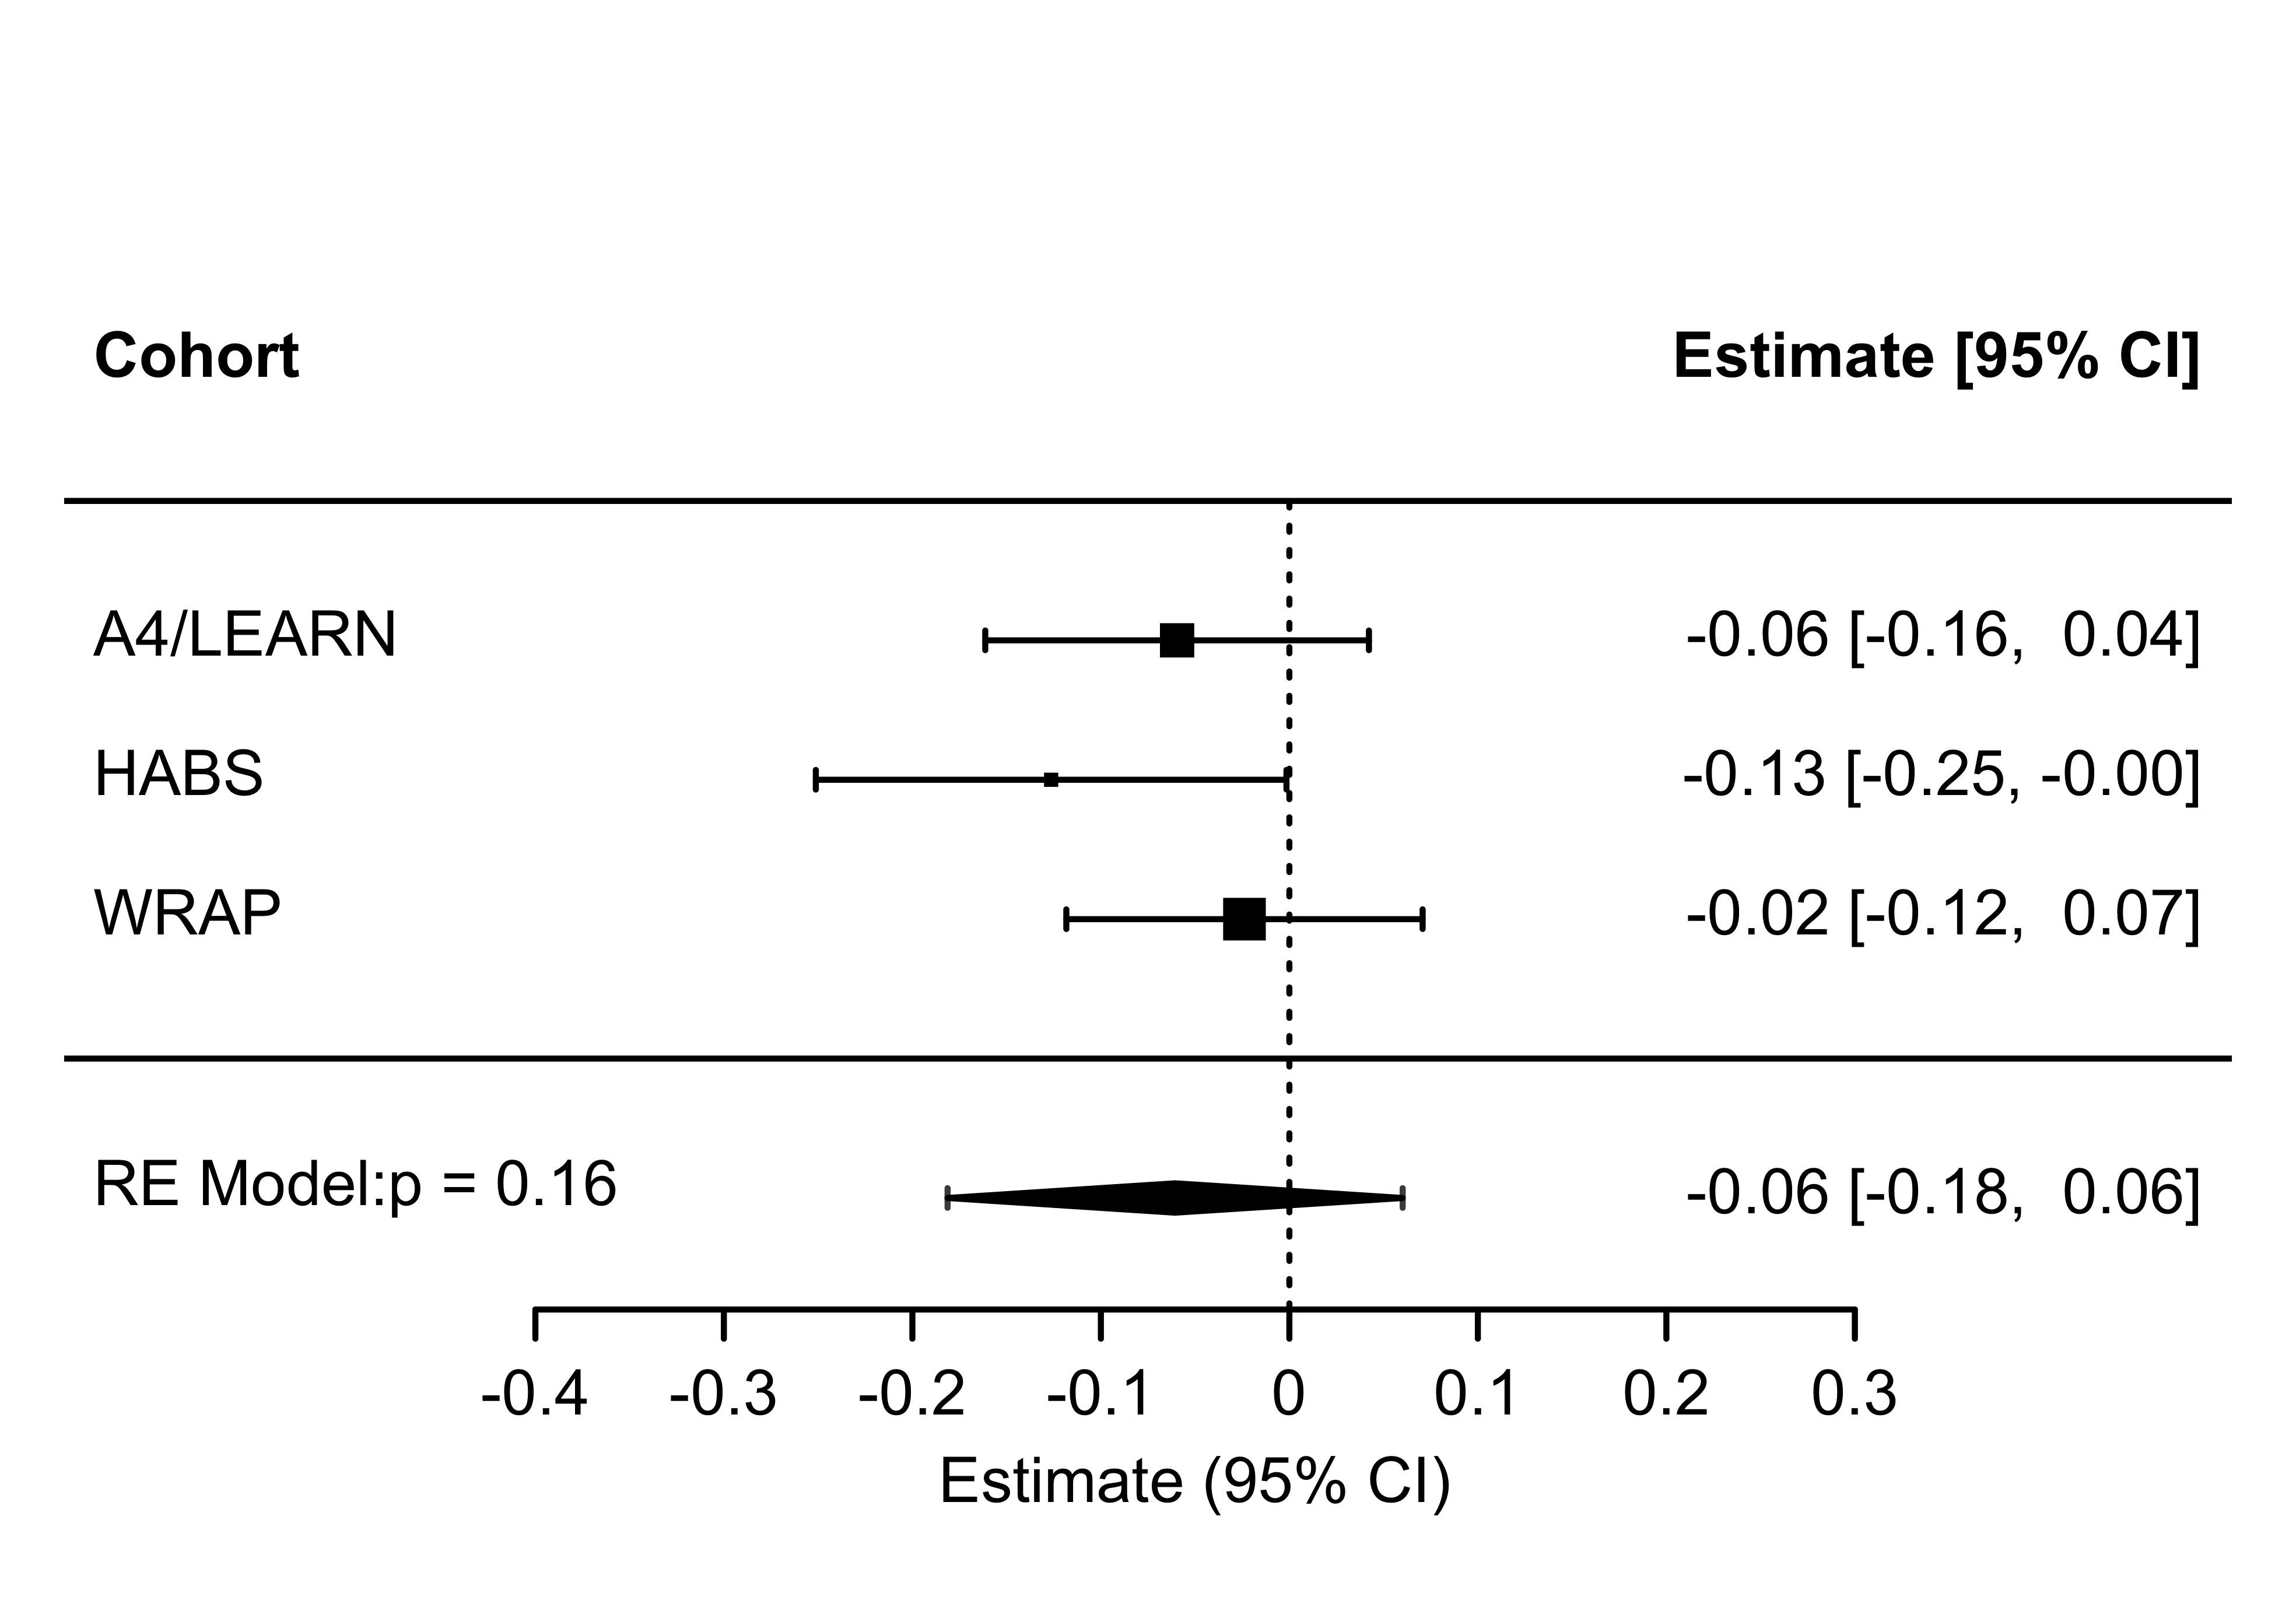 Cohort Estimate [95% CI]
A4/LEARN -0.06 [-0.16, 0.04]
HABS -0.13 [-0.25, -0.00]
WRAP -0.02 [-0.12, 0.07]
RE Model:p = 0.16 -0.06 [-0.18, 0.06]
-0.4 -0.3 -0.2 -0.1 0 0.1 0.2 0.3
Estimate (95% CI)